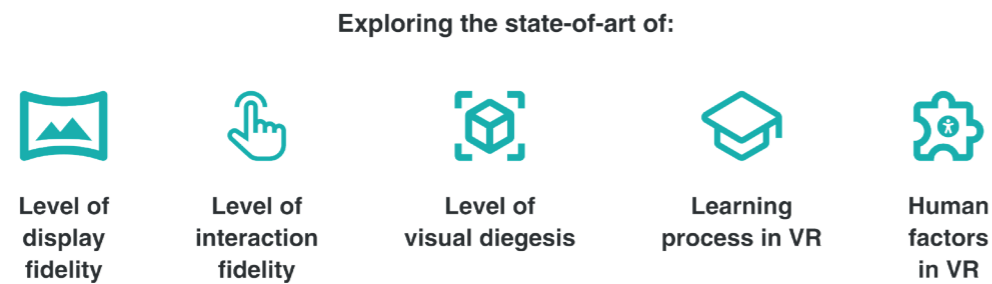 Exploring the state-of-art of:
Level of
display
fidelity
Level of
interaction
fidelity
Level of
visual diegesis
Learning
process in VR
Human
factors
in VR